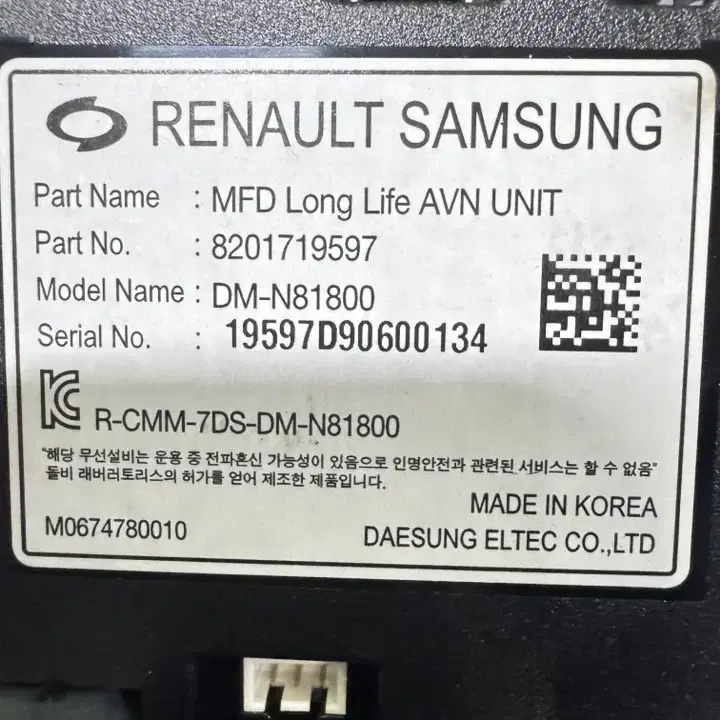 RENAULT SAMSUNG
Part Name : MFD Long Life AVN UNIT
Part No. : 8201719597
Model Name : DM-N81800
Serial No. : 19597D90600134
R-CMM-7DS-DM-N81800
"해당 무선설비는 운용 중 전파혼신 가능성이 있음으로 인명안전과 관련된 서비스는 할 수 없음"
돌비 래버러토리스의 허가를 얻어 제조한 제품입니다.
MADE IN KOREA
M0674780010
DAESUNG ELTEC CO.,LTD